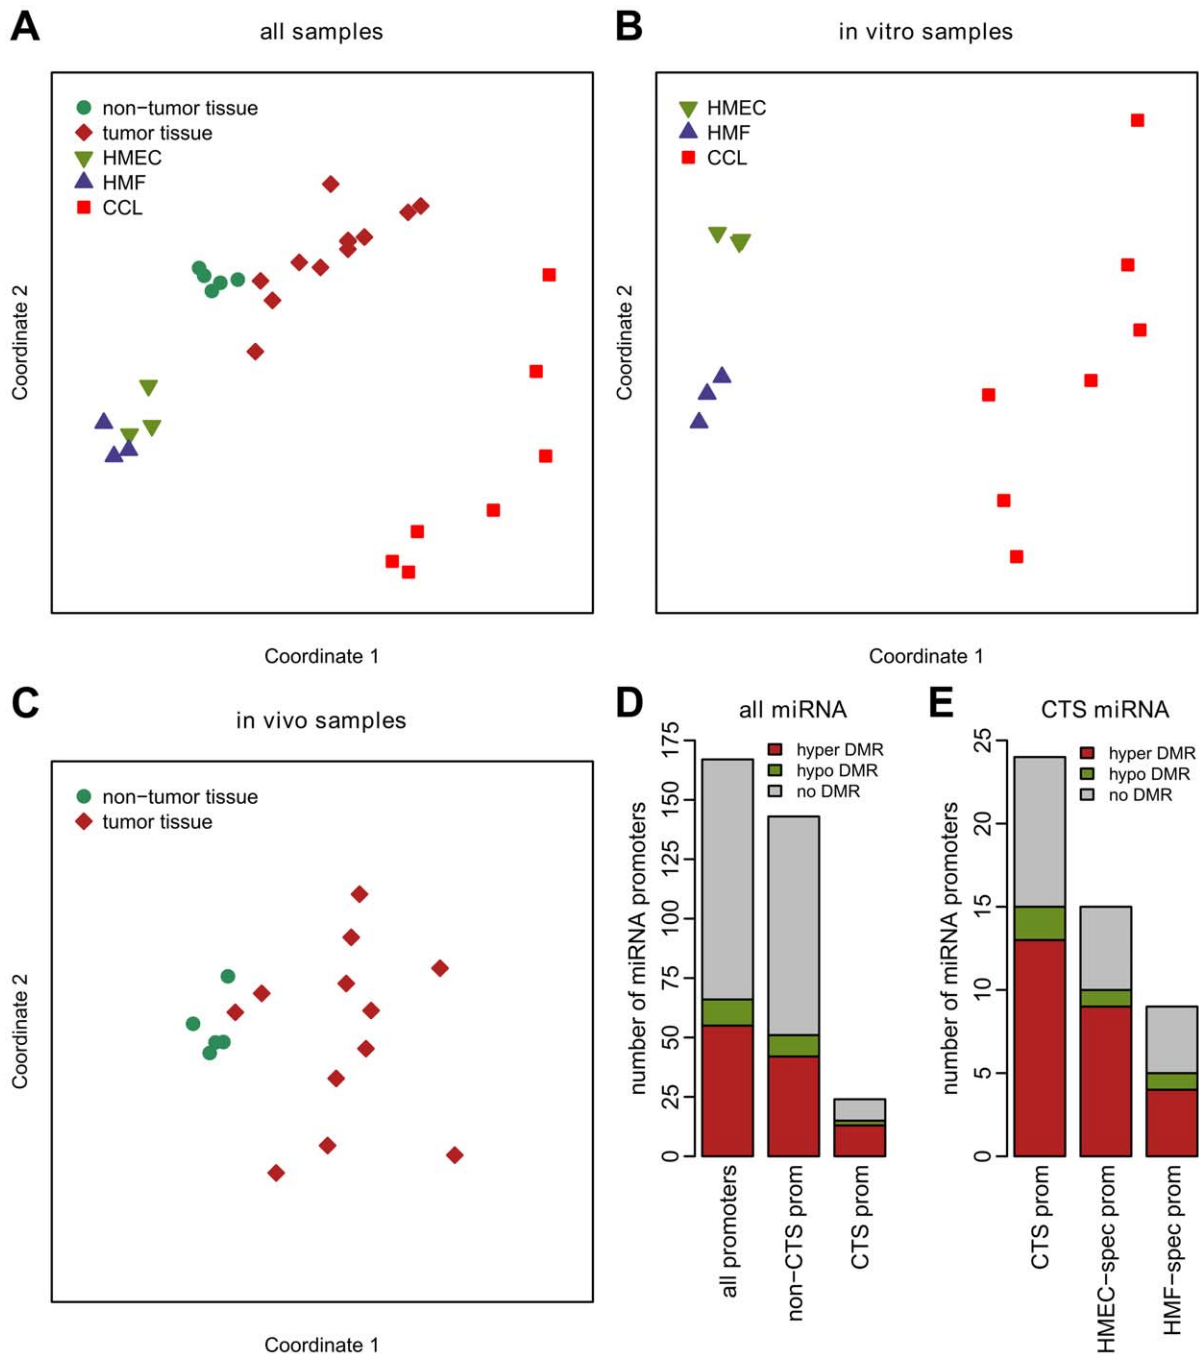 A
all samples
non−tumor tissue
tumor tissue
HMEC
HMF
CCL
Coordinate 2
Coordinate 1
B
in vitro samples
HMEC
HMF
CCL
Coordinate 2
Coordinate 1
C
in vivo samples
non−tumor tissue
tumor tissue
Coordinate 2
Coordinate 1
D
all miRNA
hyper DMR
hypo DMR
no DMR
number of miRNA promoters
175
150
125
100
75
50
25
0
all promoters
non−CTS prom
CTS prom
E
CTS miRNA
hyper DMR
hypo DMR
no DMR
number of miRNA promoters
25
20
15
10
5
0
CTS prom
HMEC−spec prom
HMF−spec prom